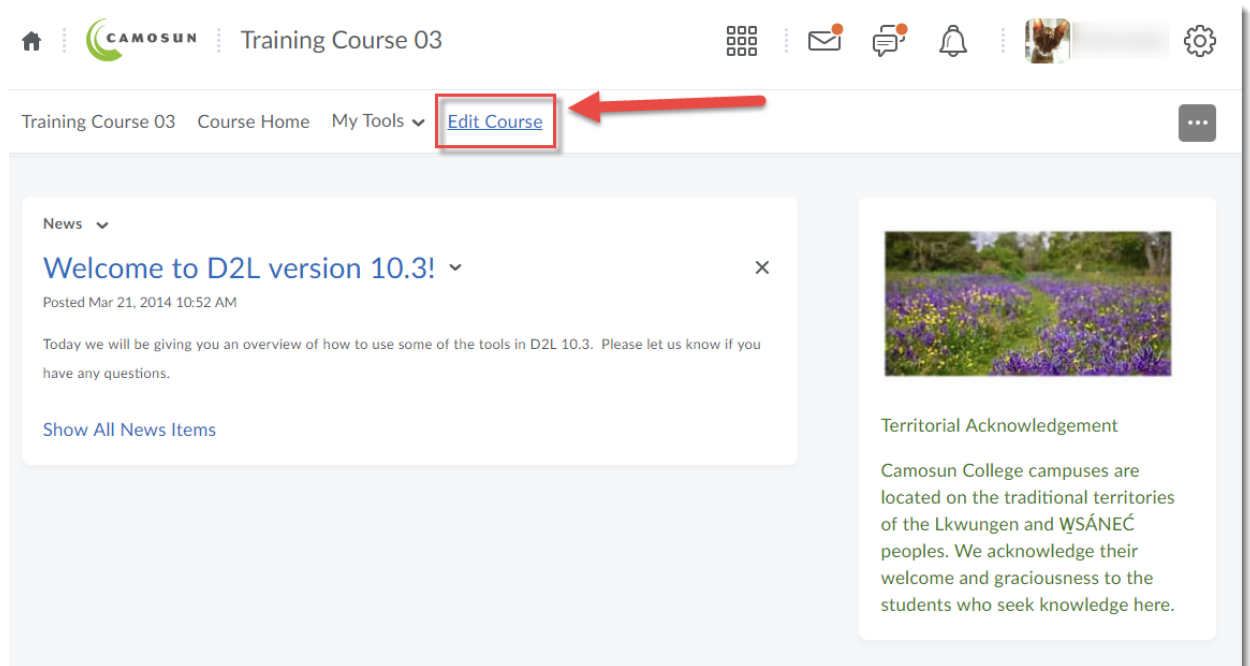 CAMOSUN
Training Course 03
Training Course 03 Course Home My Tools Edit Course
News
Welcome to D2L version 10.3!
Posted Mar 21, 2014 10:52 AM
Today we will be giving you an overview of how to use some of the tools in D2L 10.3. Please let us know if you
have any questions.
Show All News Items
Territorial Acknowledgement
Camosun College campuses are
located on the traditional territories
of the Lkwungen and W̱SÁNEĆ
peoples. We acknowledge their
welcome and graciousness to the
students who seek knowledge here.